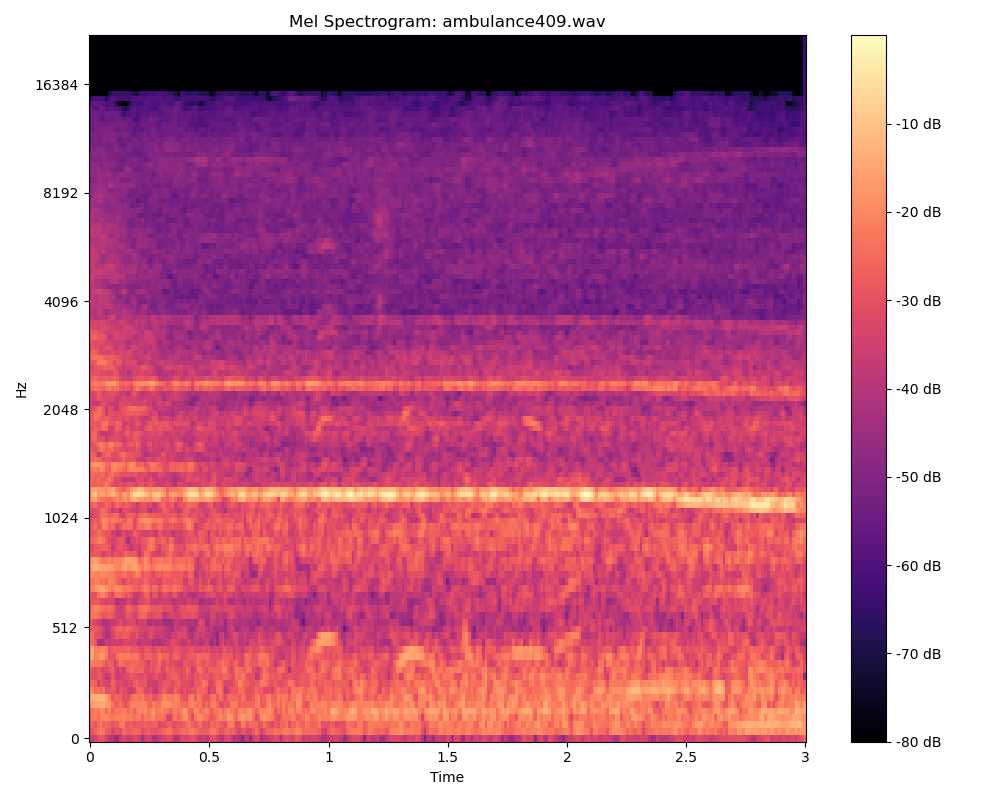 Mel Spectrogram: ambulance409.wav
Hz
16384
8192
4096
2048
1024
512
0
0
0.5
1
1.5
2
2.5
3
Time
-10 dB
-20 dB
-30 dB
-40 dB
-50 dB
-60 dB
-70 dB
-80 dB